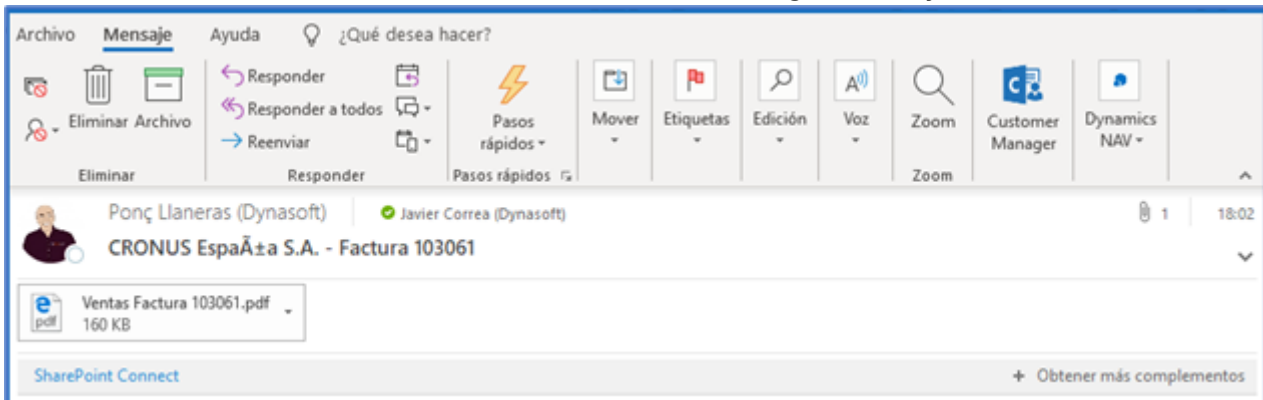 Archivo Mensaje Ayuda ¿Qué desea hacer?
Eliminar Archivo
Responder
Responder a todos
Reenviar
Pasos rápidos
Mover
Etiquetas
Edición
Voz
Zoom
Customer Manager
Dynamics NAV
Eliminar Responder Pasos rápidos Zoom
Ponç Llaneras (Dynasoft) Javier Correa (Dynasoft) 1 18:02
CRONUS EspaÃ±a S.A. - Factura 103061
Ventas Factura 103061.pdf
pdf 160 KB
SharePoint Connect + Obtener más complementos